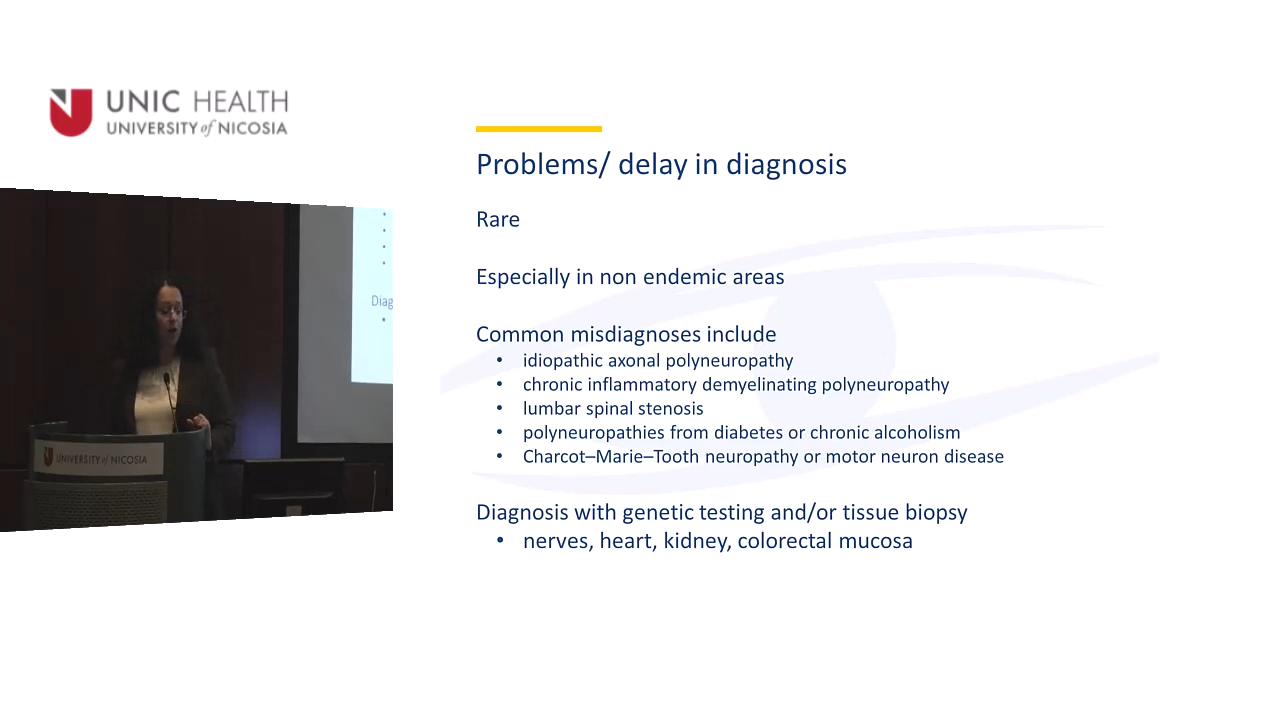 UNIC HEALTH
UNIVERSITY of NICOSIA
Problems/ delay in diagnosis
Rare
Especially in non endemic areas
Common misdiagnoses include
• idiopathic axonal polyneuropathy
• chronic inflammatory demyelinating polyneuropathy
• lumbar spinal stenosis
• polyneuropathies from diabetes or chronic alcoholism
• Charcot–Marie–Tooth neuropathy or motor neuron disease
Diagnosis with genetic testing and/or tissue biopsy
• nerves, heart, kidney, colorectal mucosa
Diag
UNIVERSITY of NICOSIA